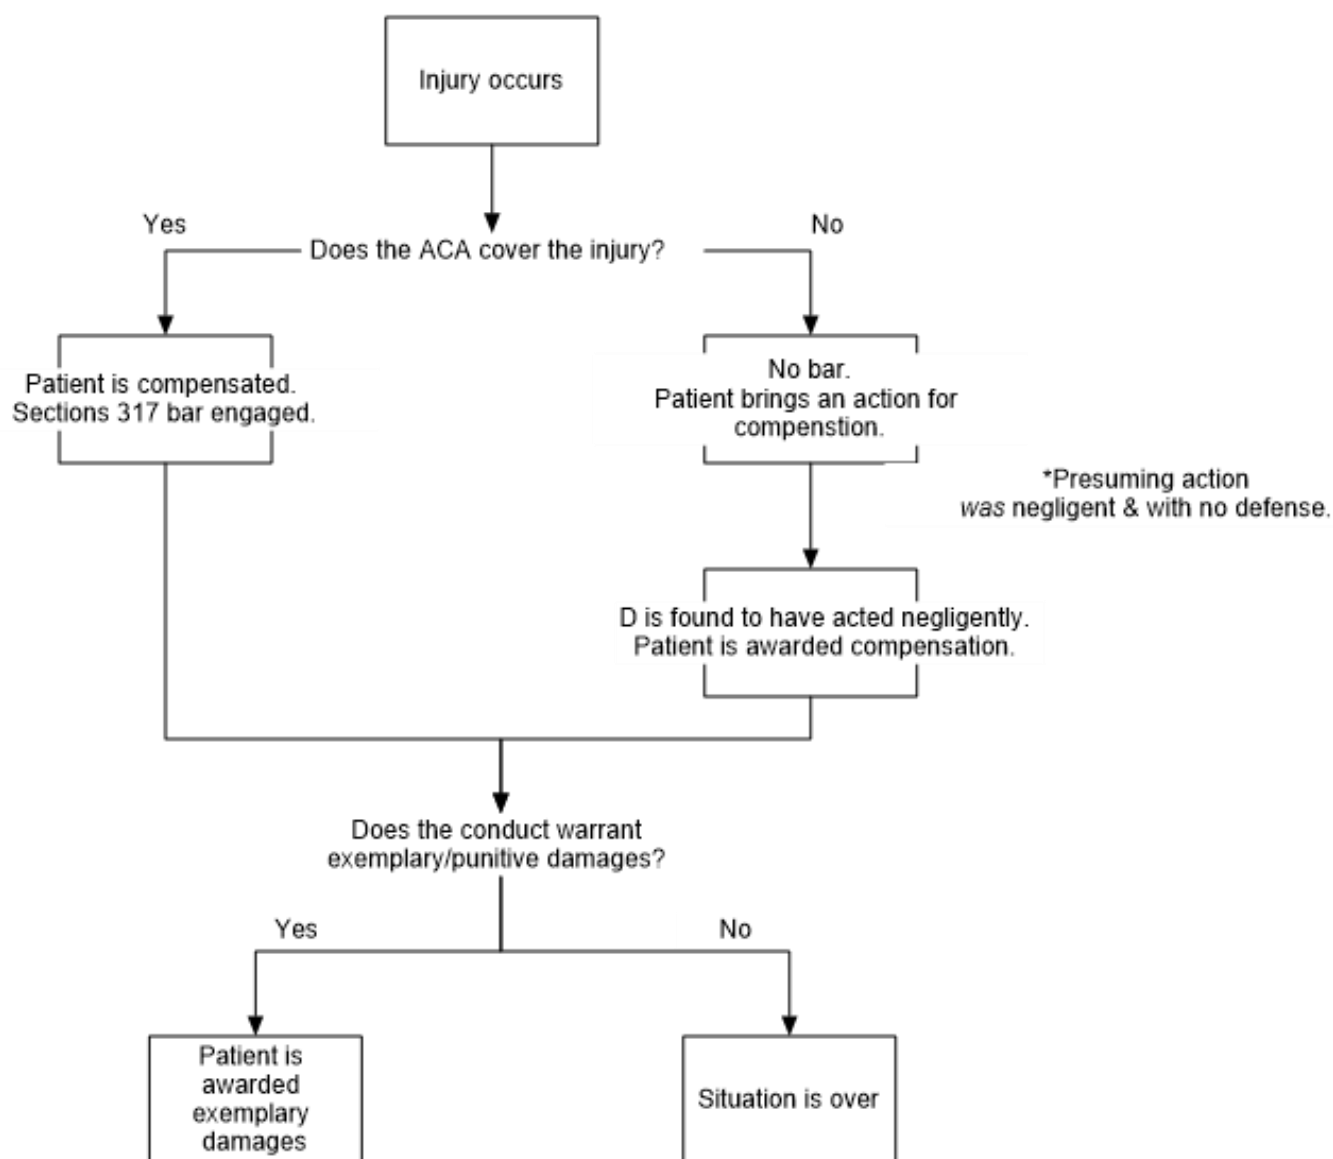 Injury occurs
Yes
No
Does the ACA cover the injury?
Patient is compensated.
Sections 317 bar engaged.
No bar.
Patient brings an action for
compenstion.
*Presuming action
was negligent & with no defense.
D is found to have acted negligently.
Patient is awarded compensation.
Does the conduct warrant
exemplary/punitive damages?
Yes
No
Patient is
awarded
exemplary
damages
Situation is over